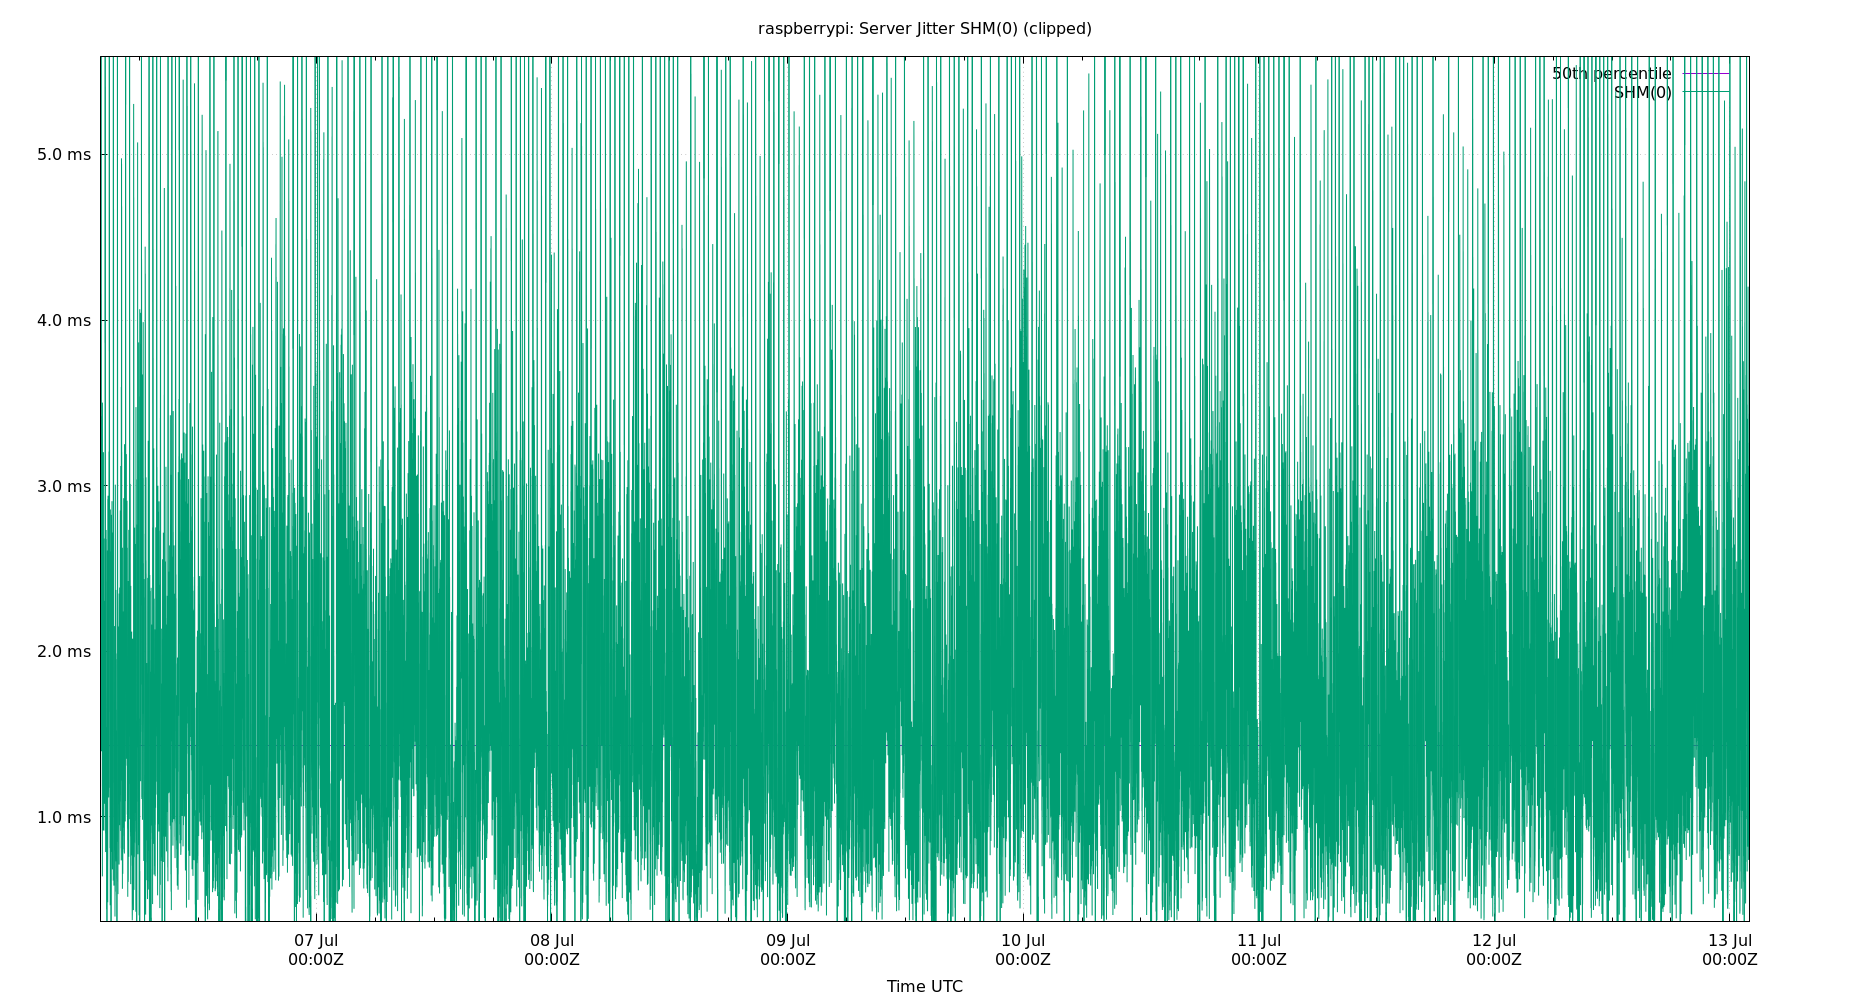 raspberrypi: Server Jitter SHM(0) (clipped)
50th percentile
SHM(0)
5.0 ms
4.0 ms
3.0 ms
2.0 ms
1.0 ms
07 Jul 08 Jul 09 Jul 10 Jul 11 Jul 12 Jul 13 Jul
00:00Z 00:00Z 00:00Z 00:00Z 00:00Z 00:00Z 00:00Z
Time UTC